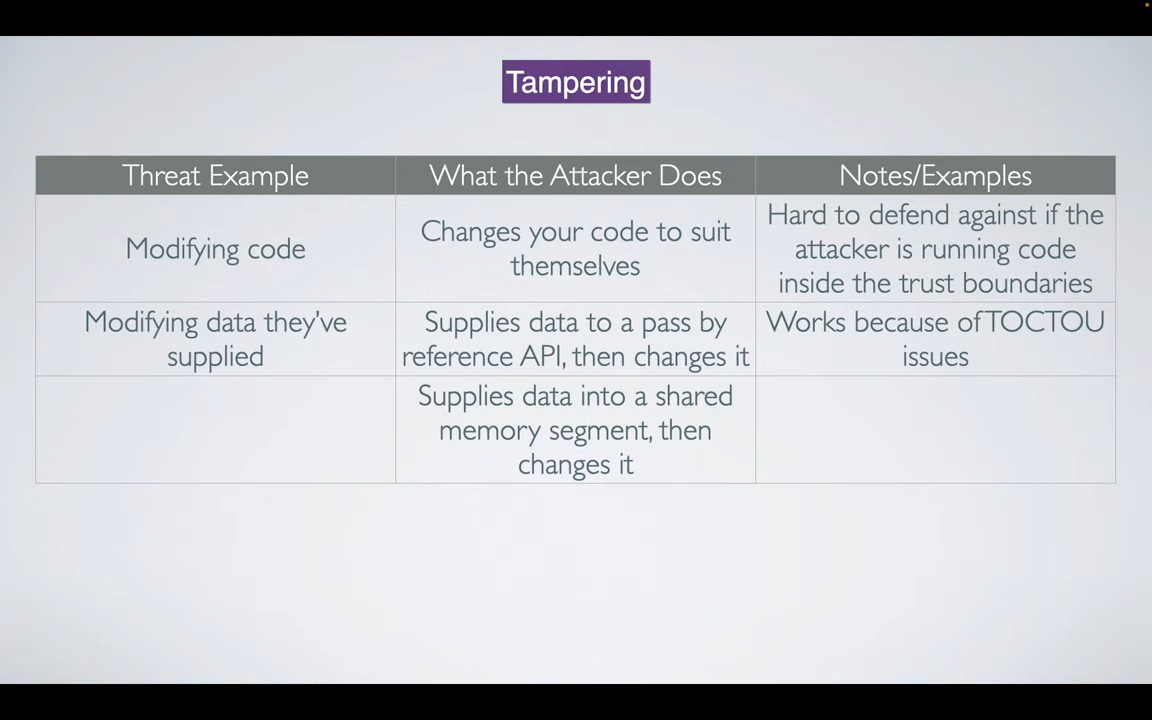 Tampering
Threat Example
What the Attacker Does
Notes/Examples
Modifying code
Changes your code to suit
themselves
Hard to defend against if the
attacker is running code
inside the trust boundaries
Modifying data they’ve
supplied
Supplies data to a pass by
reference API, then changes it
Works because of TOCTOU
issues
Supplies data into a shared
memory segment, then
changes it